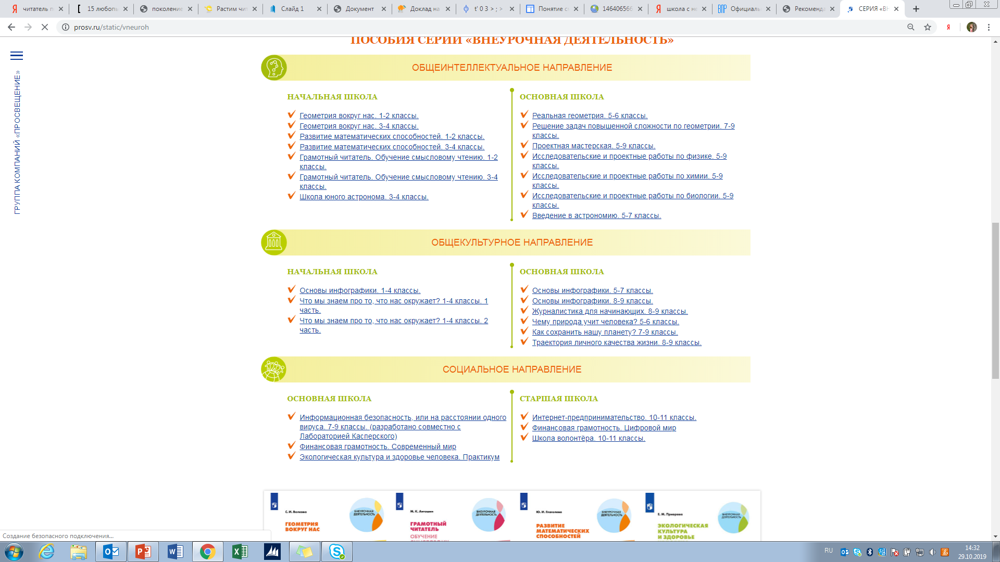 читатель п
15 любопь
поколение
Растим чит
Слайд 1
Документ
Доклад на
t' 0 3 > ; >
Понятие с
146406566
школа с не
Официаль
Рекоменда
СЕРИЯ «ВН
prosv.ru/static/vneuroh
ГРУППА КОМПАНИЙ «ПРОСВЕЩЕНИЕ»
ПОСОБИЯ СЕРИИ «ВНЕУРОЧНАЯ ДЕЯТЕЛЬНОСТЬ»
ОБЩЕИНТЕЛЛЕКТУАЛЬНОЕ НАПРАВЛЕНИЕ
НАЧАЛЬНАЯ ШКОЛА
Геометрия вокруг нас. 1-2 классы.
Геометрия вокруг нас. 3-4 классы.
Развитие математических способностей. 1-2 классы.
Развитие математических способностей. 3-4 классы.
Грамотный читатель. Обучение смысловому чтению. 1-2
классы.
Грамотный читатель. Обучение смысловому чтению. 3-4
классы.
Школа юного астронома. 3-4 классы.
ОСНОВНАЯ ШКОЛА
Реальная геометрия. 5-6 классы.
Решение задач повышенной сложности по геометрии. 7-9
классы.
Проектная мастерская. 5-9 классы.
Исследовательские и проектные работы по физике. 5-9
классы.
Исследовательские и проектные работы по химии. 5-9
классы.
Исследовательские и проектные работы по биологии. 5-9
классы.
Введение в астрономию. 5-7 классы.
ОБЩЕКУЛЬТУРНОЕ НАПРАВЛЕНИЕ
НАЧАЛЬНАЯ ШКОЛА
Основы инфографики. 1-4 классы.
Что мы знаем про то, что нас окружает? 1-4 классы. 1
часть.
Что мы знаем про то, что нас окружает? 1-4 классы. 2
часть.
ОСНОВНАЯ ШКОЛА
Основы инфографики. 5-7 классы.
Основы инфографики. 8-9 классы.
Журналистика для начинающих. 8-9 классы.
Чему природа учит человека? 5-6 классы.
Как сохранить нашу планету? 7-9 классы.
Траектория личного качества жизни. 8-9 классы.
СОЦИАЛЬНОЕ НАПРАВЛЕНИЕ
ОСНОВНАЯ ШКОЛА
Информационная безопасность, или на расстоянии одного
вируса. 7-9 классы. (разработано совместно с
Лабораторией Касперского)
Финансовая грамотность. Современный мир
Экологическая культура и здоровье человека. Практикум
СТАРШАЯ ШКОЛА
Интернет-предпринимательство. 10-11 классы.
Финансовая грамотность. Цифровой мир
Школа волонтёра. 10-11 классы.
С. И. Волкова
ГЕОМЕТРИЯ
ВОКРУГ НАС
ВНЕУРОЧНАЯ
ДЕЯТЕЛЬНОСТЬ
М. К. Антошин
ГРАМОТНЫЙ
ЧИТАТЕЛЬ
ОБУЧЕНИЕ
ВНЕУРОЧНАЯ
ДЕЯТЕЛЬНОСТЬ
Ю. И. Глаголева
РАЗВИТИЕ
МАТЕМАТИЧЕСКИХ
СПОСОБНОСТЕЙ
ВНЕУРОЧНАЯ
ДЕЯТЕЛЬНОСТЬ
Е. М. Приорова
ЭКОЛОГИЧЕСКАЯ
КУЛЬТУРА
И ЗДОРОВЬЕ
ВНЕУРОЧНАЯ
ДЕЯТЕЛЬНОСТЬ
Создание безопасного подключения...
RU
14:32
29.10.2019